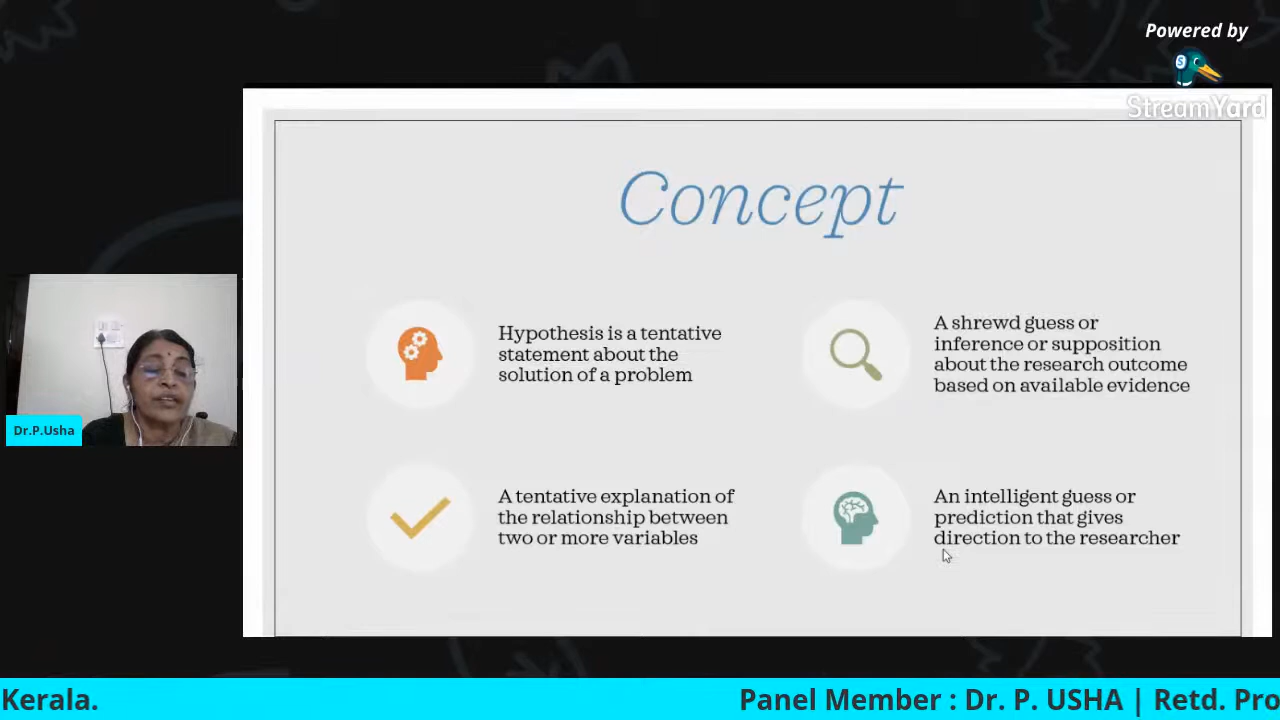 Powered by
StreamYard
Concept
Hypothesis is a tentative
statement about the
solution of a problem
A shrewd guess or
inference or supposition
about the research outcome
based on available evidence
A tentative explanation of
the relationship between
two or more variables
An intelligent guess or
prediction that gives
direction to the researcher
Dr.P.Usha
Kerala.
Panel Member : Dr. P. USHA | Retd. Pro